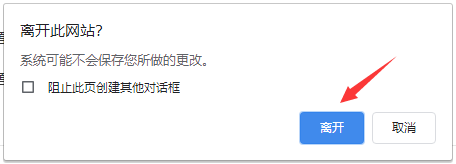 离开此网站?
系统可能不会保存您所做的更改。
阻止此页创建其他对话框
离开
取消